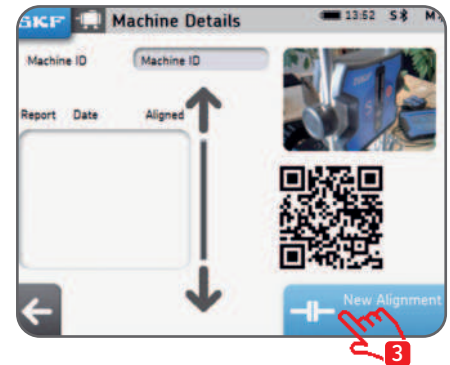 SKF Machine Details 13:52 S M
Machine ID Machine ID
Report Date Aligned
New Alignment
3